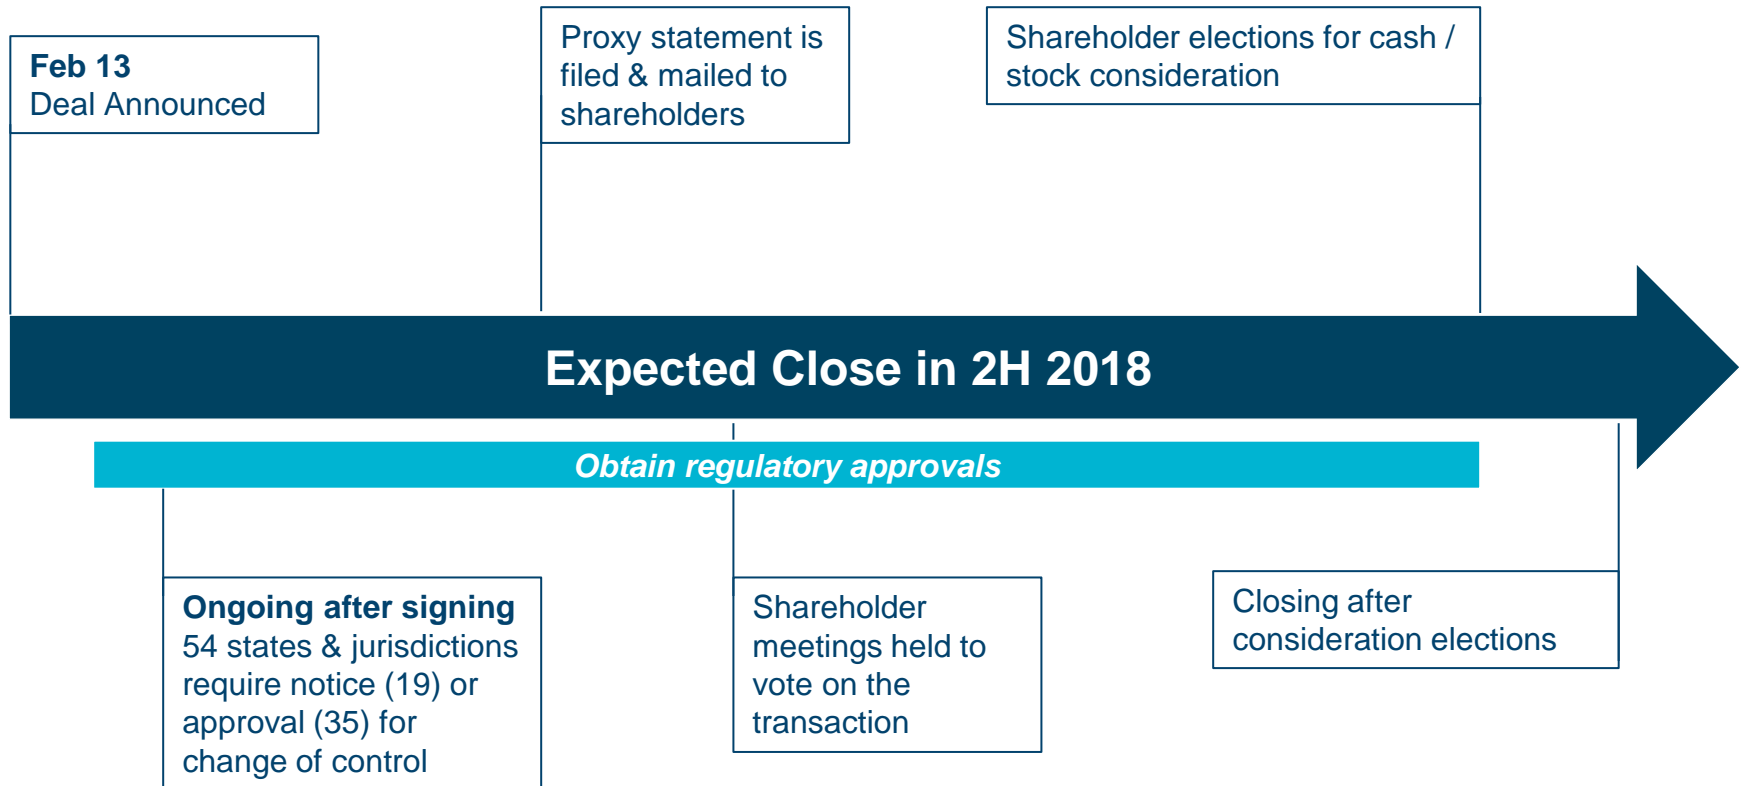 Feb 13
Deal Announced
Proxy statement is
filed & mailed to
shareholders
Shareholder elections for cash /
stock consideration
Expected Close in 2H 2018
Obtain regulatory approvals
Ongoing after signing
54 states & jurisdictions
require notice (19) or
approval (35) for
change of control
Shareholder
meetings held to
vote on the
transaction
Closing after
consideration elections